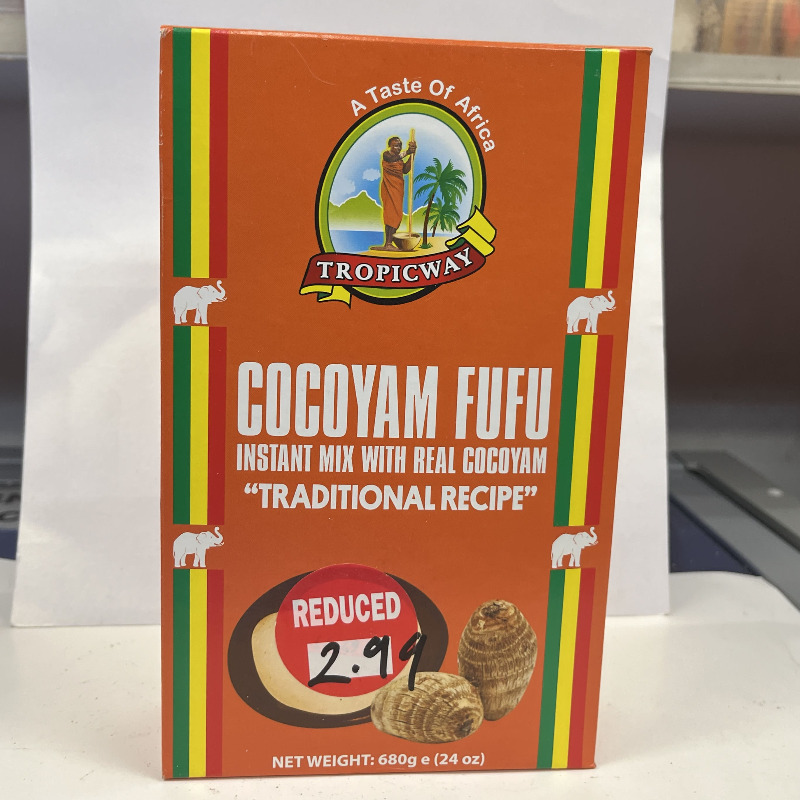 A Taste Of Africa
TROPICWAY
COCOYAM FUFU
INSTANT MIX WITH REAL COCOYAM
“TRADITIONAL RECIPE”
REDUCED
2.99
NET WEIGHT: 680g e (24 oz)